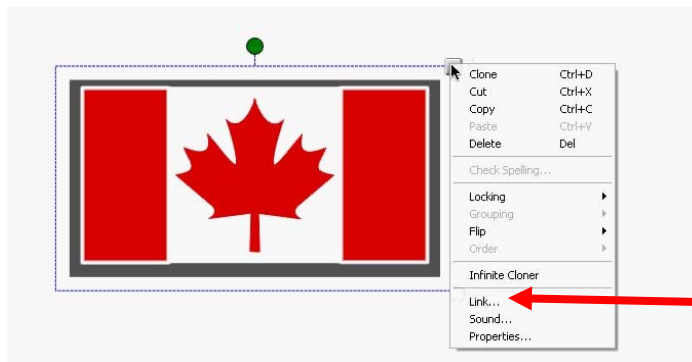 Clone Ctrl+D
Cut Ctrl+X
Copy Ctrl+C
Paste Ctrl+V
Delete Del
Check Spelling...
Locking
Grouping
Flip
Order
Infinite Cloner
Link...
Sound...
Properties...